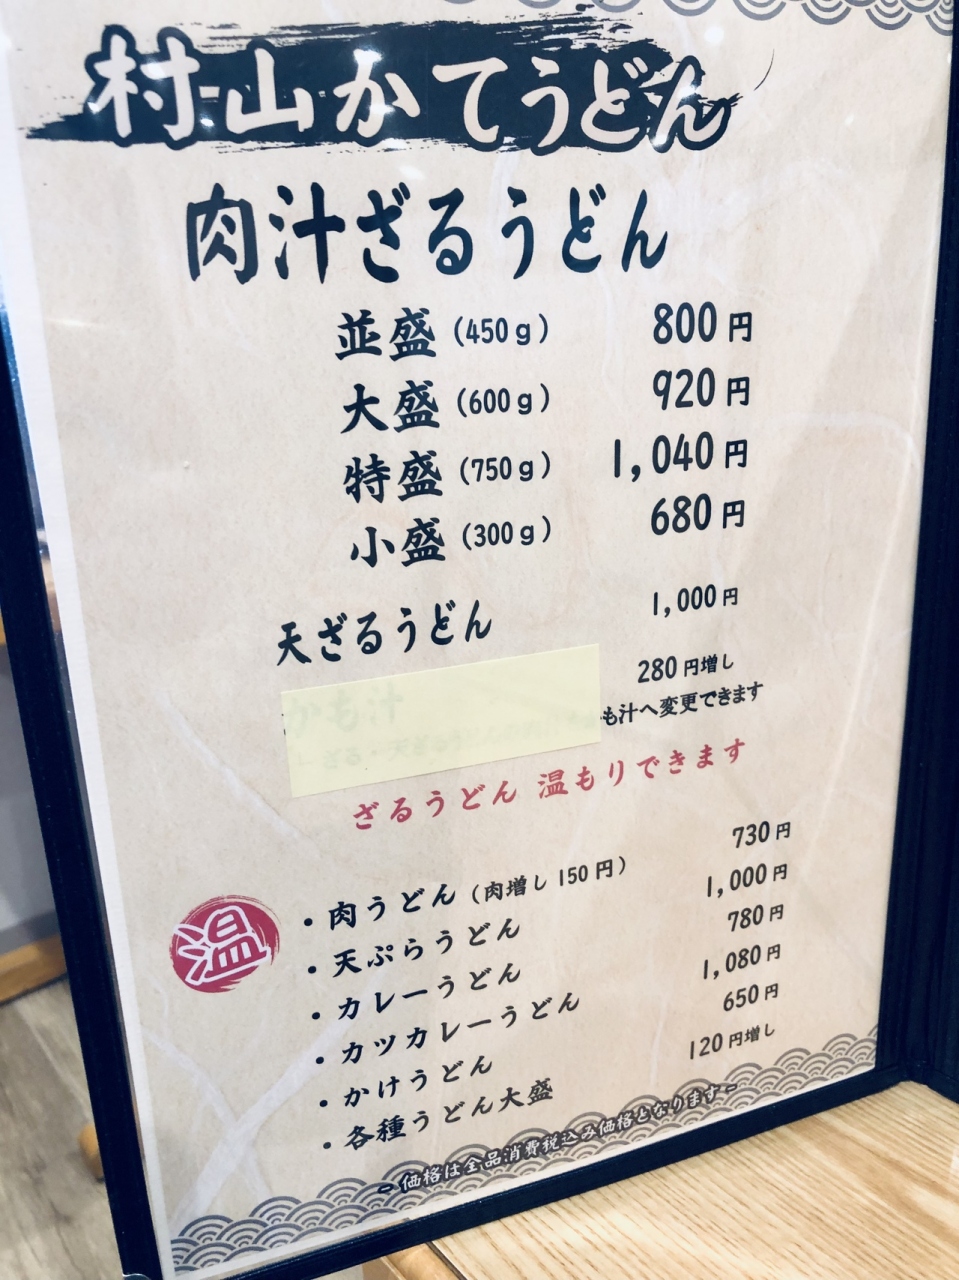 村山かてうどん
肉汁ざるうどん
並盛(450g) 800円
大盛(600g) 920円
特盛(750g) 1,040円
小盛(300g) 680円
天ざるうどん 1,000円
かも汁 280円増し
も汁へ変更できます
ざるうどん 温もりできます
温
・肉うどん(肉増し150円) 730円
・天ぷらうどん 1,000円
・カレーうどん 780円
・カツカレーうどん 1,080円
・かけうどん 650円
・各種うどん大盛 120円増し
-価格は全品消費税込み価格となります-